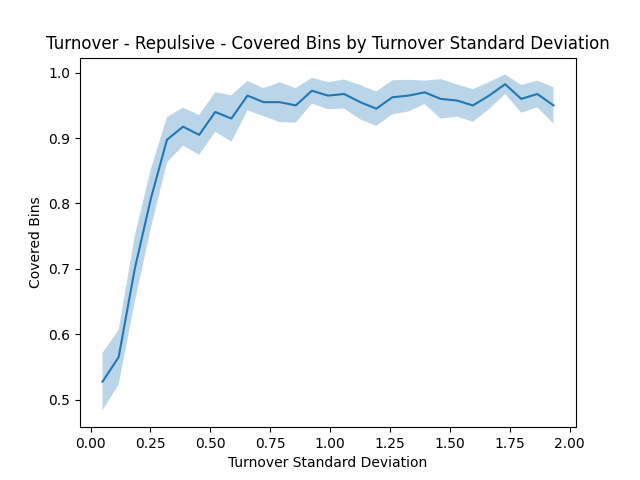 Turnover - Repulsive - Covered Bins by Turnover Standard Deviation
Covered Bins
1.0
0.9
0.8
0.7
0.6
0.5
0.00 0.25 0.50 0.75 1.00 1.25 1.50 1.75 2.00
Turnover Standard Deviation